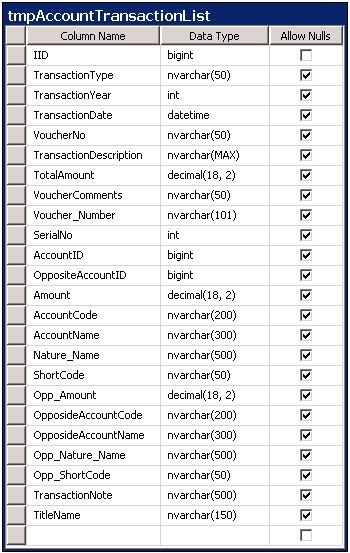 tmpAccountTransactionList
Column Name Data Type Allow Nulls
IID bigint
TransactionType nvarchar(50)
TransactionYear int
TransactionDate datetime
VoucherNo nvarchar(50)
TransactionDescription nvarchar(MAX)
TotalAmount decimal(18, 2)
VoucherComments nvarchar(50)
Voucher_Number nvarchar(101)
SerialNo int
AccountID bigint
OppositeAccountID bigint
Amount decimal(18, 2)
AccountCode nvarchar(200)
AccountName nvarchar(300)
Nature_Name nvarchar(500)
ShortCode nvarchar(50)
Opp_Amount decimal(18, 2)
OpposideAccountCode nvarchar(200)
OpposideAccountName nvarchar(300)
Opp_Nature_Name nvarchar(500)
Opp_ShortCode nvarchar(50)
TransactionNote nvarchar(500)
TitleName nvarchar(150)